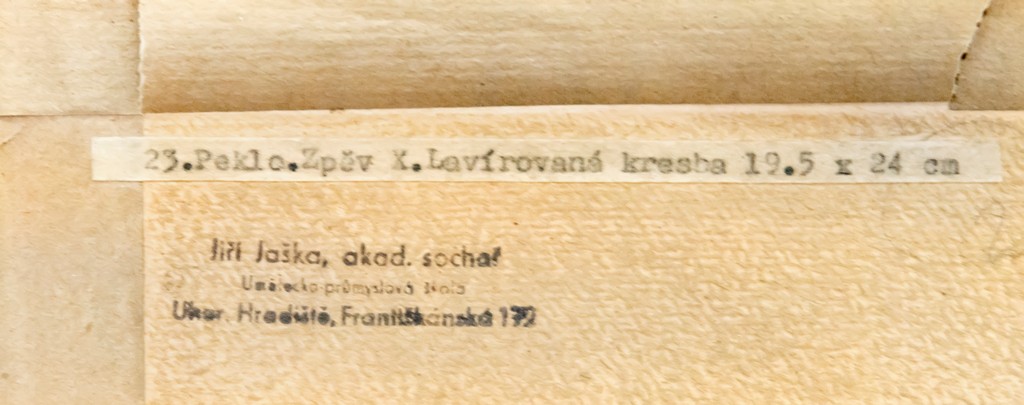 23.Peklo.Zpěv X.Lavírovaná kresba 19.5 x 24 cm
Jiří Jaška, akad. sochař
Umělecko-průmyslová škola
Uher. Hradiště, Františkánská